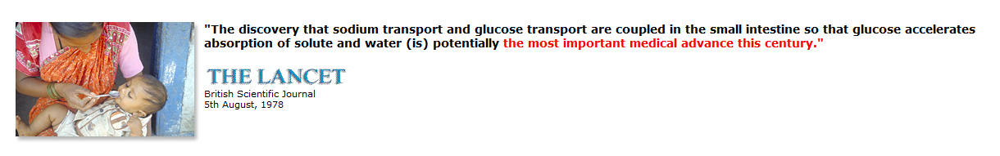 "The discovery that sodium transport and glucose transport are coupled in the small intestine so that glucose accelerates
absorption of solute and water (is) potentially the most important medical advance this century."
THE LANCET
British Scientific Journal
5th August, 1978